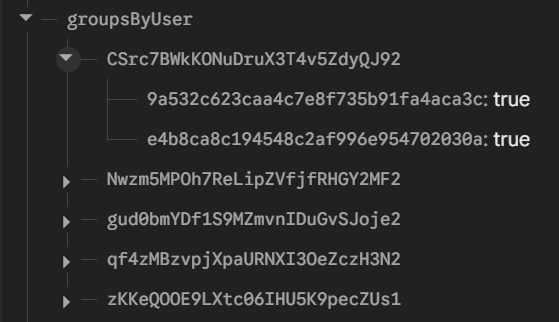 groupsByUser
CSrc7BWkKONuDruX3T4v5ZdyQJ92
9a532c623caa4c7e8f735b91fa4aca3c: true
e4b8ca8c194548c2af996e954702030a: true
Nwzm5MPOh7ReLipZVfjfRHGY2MF2
gud0bmYDf1S9MZmvnIDuGvSJoje2
qf4zMBzvpjXpaURNXI3OeZczH3N2
zKKeQOOE9LXtc06IHU5K9pecZUs1